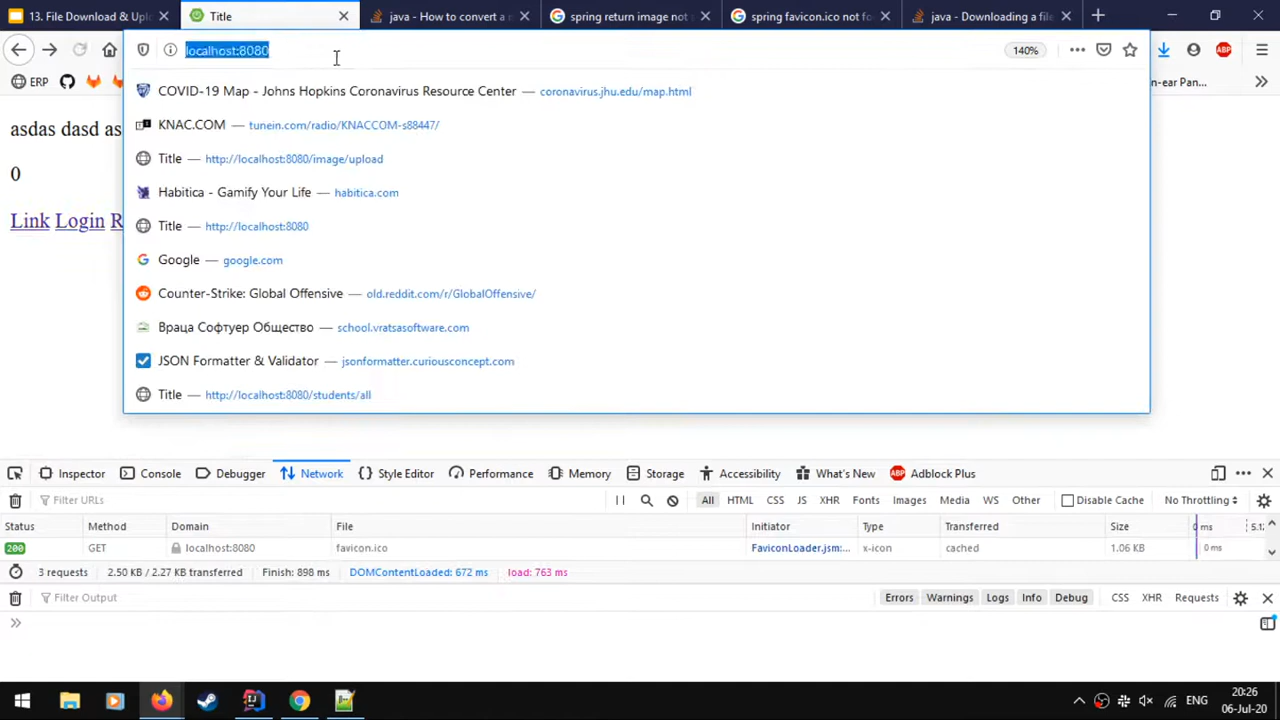 13. File Download & Uplo
Title
java - How to convert a m
spring return image not s
spring favicon.ico not fo
java - Downloading a file
localhost:8080
140%
ERP
n-ear Pan...
COVID-19 Map - Johns Hopkins Coronavirus Resource Center — coronavirus.jhu.edu/map.html
KNAC.COM — tunein.com/radio/KNACCOM-s88447/
Title — http://localhost:8080/image/upload
Habitica - Gamify Your Life — habitica.com
Title — http://localhost:8080
Google — google.com
Counter-Strike: Global Offensive — old.reddit.com/r/GlobalOffensive/
Враца Софтуер Общество — school.vratsasoftware.com
JSON Formatter & Validator — jsonformatter.curiousconcept.com
Title — http://localhost:8080/students/all
asdas dasd as
0
Link Login R
Inspector Console Debugger Network Style Editor Performance Memory Storage Accessibility What's New Adblock Plus
Filter URLs All HTML CSS JS XHR Fonts Images Media WS Other Disable Cache No Throttling
Status Method Domain File Initiator Type Transferred Size 0 ms 5.12
200 GET localhost:8080 favicon.ico FaviconLoader.jsm:... x-icon cached 1.06 KB 0 ms
3 requests 2.50 KB / 2.27 KB transferred Finish: 898 ms DOMContentLoaded: 672 ms load: 763 ms
Filter Output Errors Warnings Logs Info Debug CSS XHR Requests
ENG
20:26
06-Jul-20